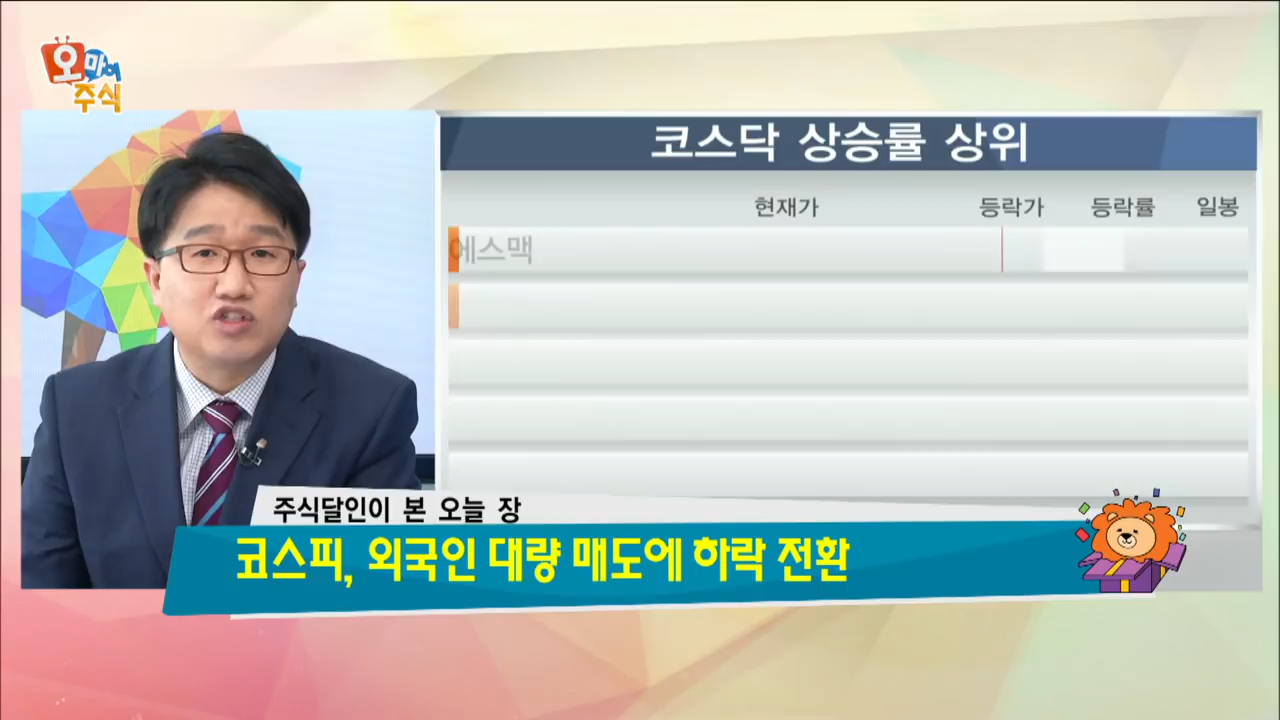 오마이
주식
코스닥 상승률 상위
현재가 등락가 등락률 일봉
에스맥
주식달인이 본 오늘 장
코스피, 외국인 대량 매도에 하락 전환